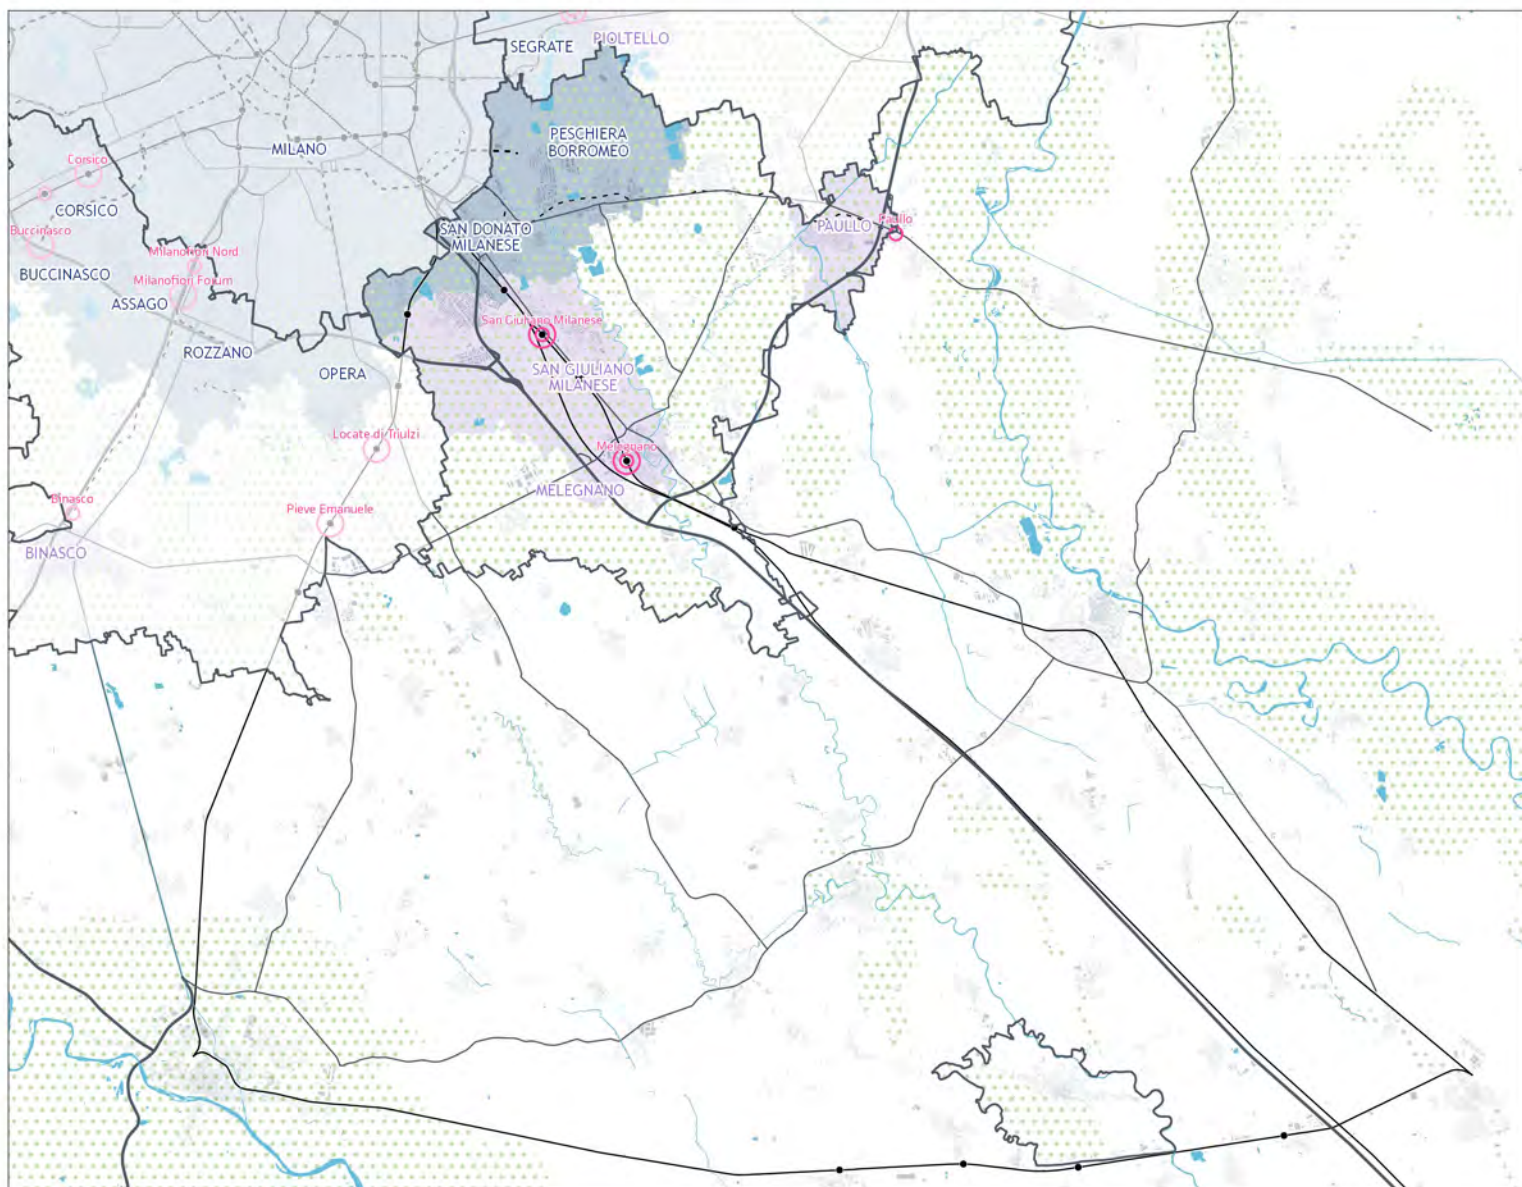 SEGRATE
PIOLTELLO
PESCHIERA
BORROMEO
MILANO
Corsico
CORSICO
Buccinasco
SAN DONATO
MILANESE
PAULLO
Paullo
Milanofiori Nord
BUCCINASCO
Milanofiori Forum
ASSAGO
San Giuliano Milanese
ROZZANO
OPERA
SAN GIULIANO
MILANESE
Locate di Triulzi
Melegnano
MELEGNANO
Binasco
Pieve Emanuele
BINASCO